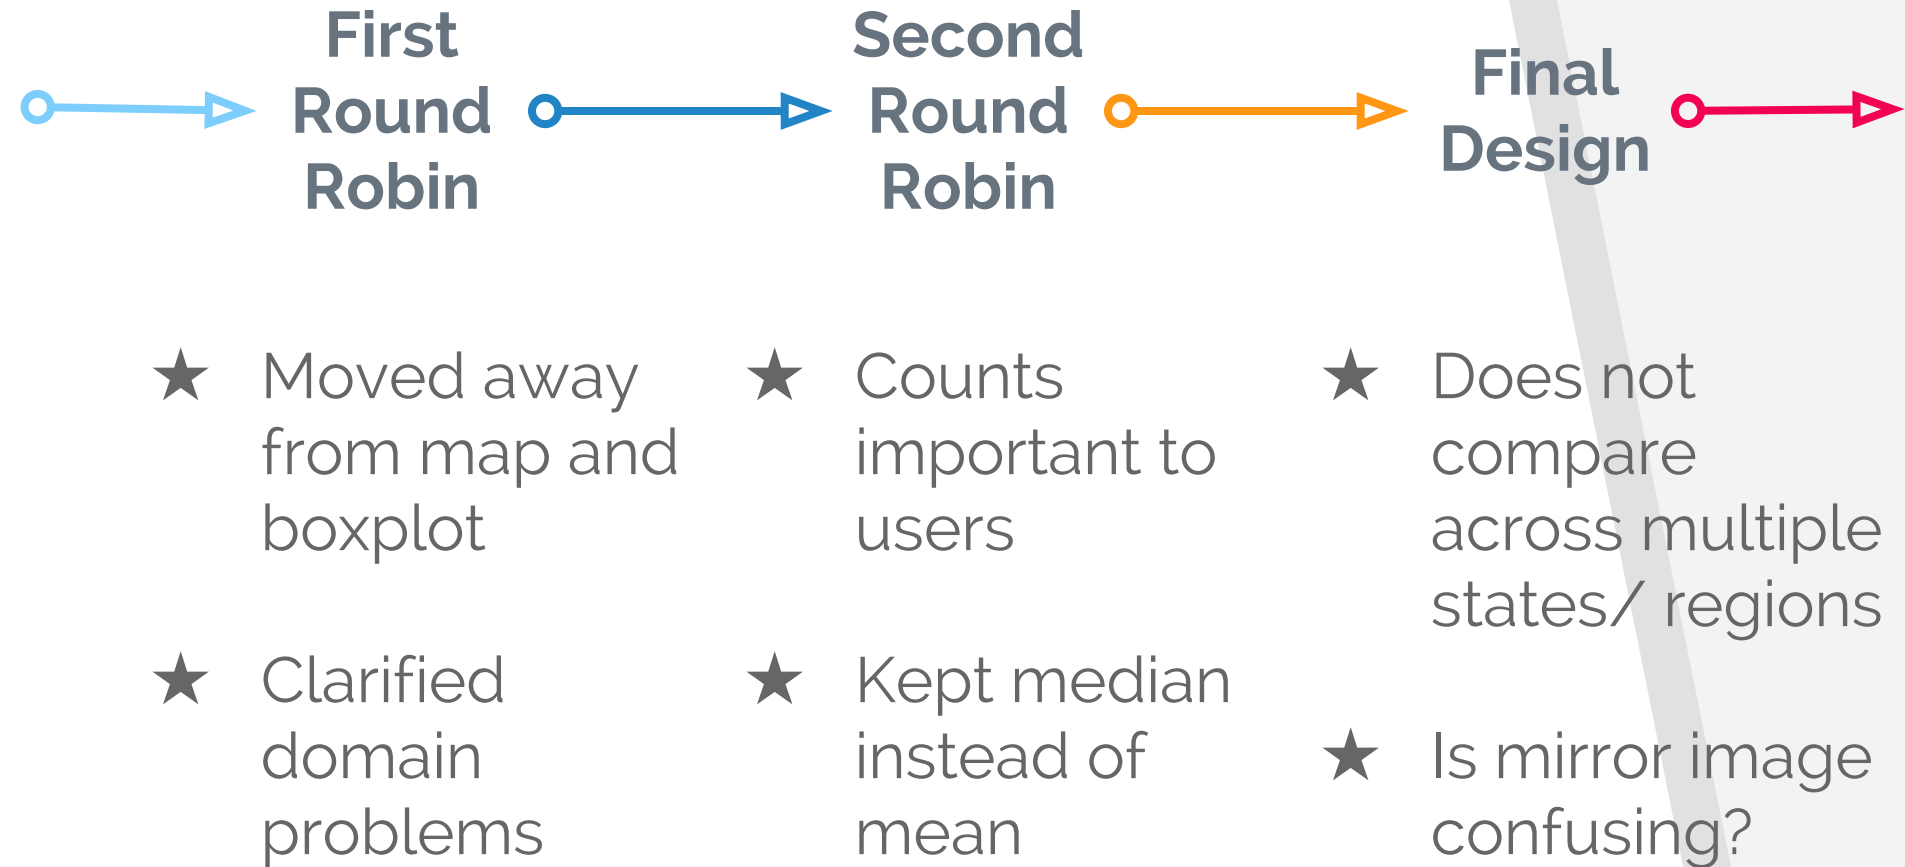 First
Round
Robin
Second
Round
Robin
Final
Design
★ Moved away
from map and
boxplot
★ Clarified
domain
problems
★ Counts
important to
users
★ Kept median
instead of
mean
★ Does not
compare
across multiple
states/ regions
★ Is mirror image
confusing?